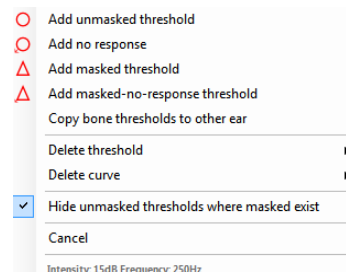 Add unmasked threshold
Add no response
Add masked threshold
Add masked-no-response threshold
Copy bone thresholds to other ear
Delete threshold
Delete curve
Hide unmasked thresholds where masked exist
Cancel
Intensity: 15dB Frequency: 250Hz